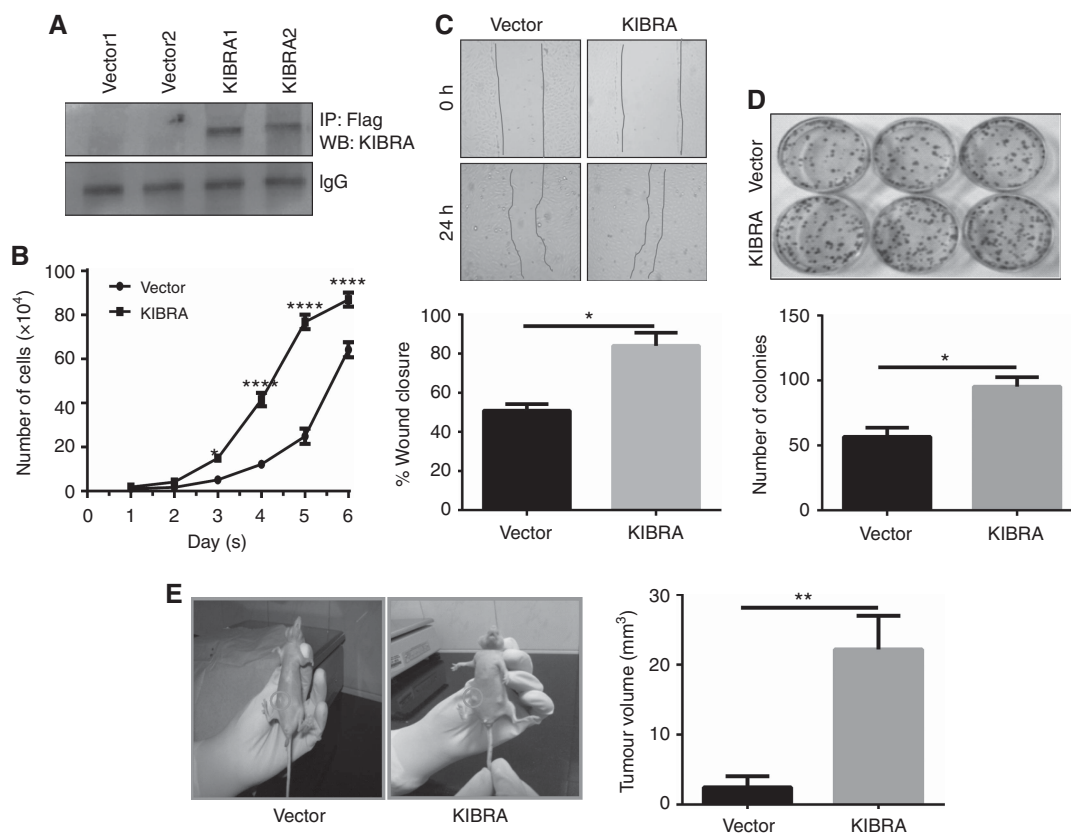 A
Vector1
Vector2
KIBRA1
KIBRA2
IP: Flag
WB: KIBRA
IgG
B
Number of cells (×10⁴)
100
80
60
40
20
0
Vector
KIBRA
*
****
****
****
0 1 2 3 4 5 6
Day (s)
C
Vector KIBRA
0 h
24 h
% Wound closure
100
80
60
40
20
0
*
Vector KIBRA
D
Vector
KIBRA
Number of colonies
150
100
50
0
*
Vector KIBRA
E
Vector KIBRA
Tumour volume (mm³)
30
20
10
0
**
Vector KIBRA